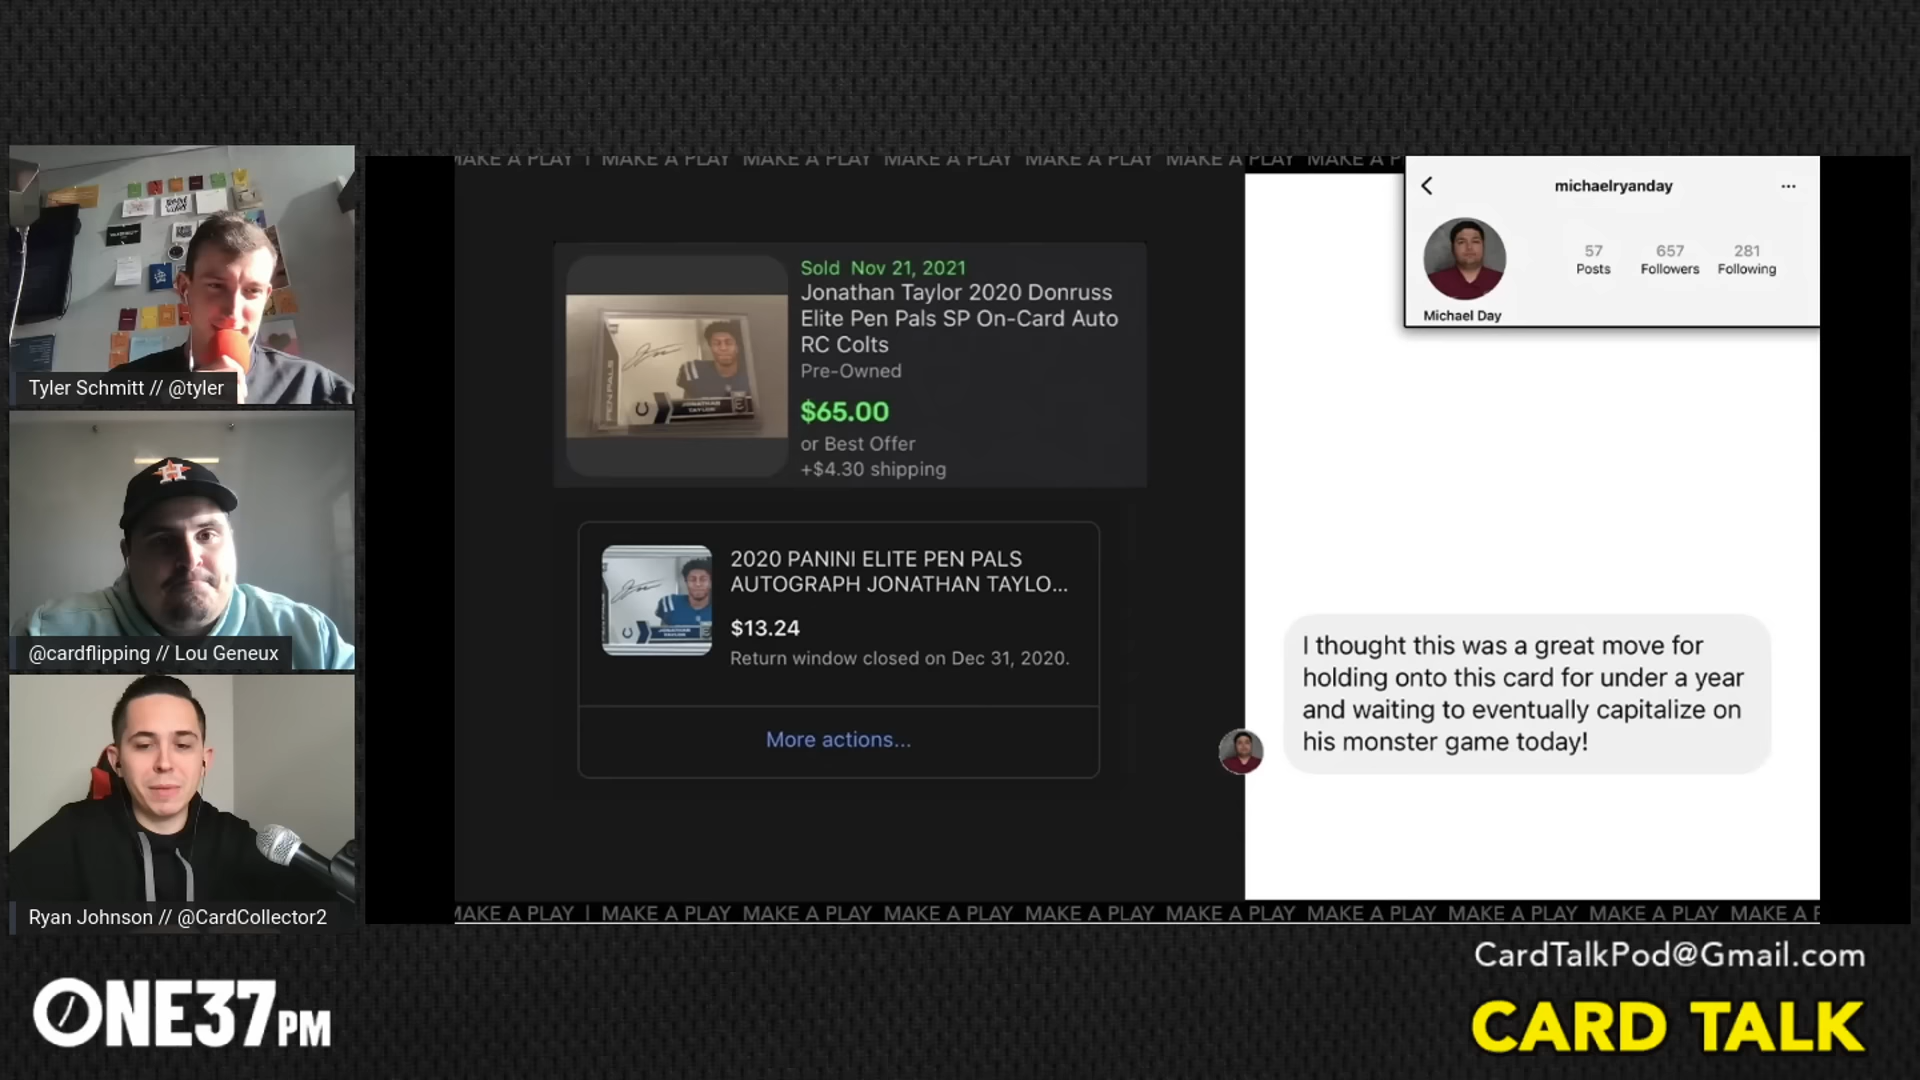 MAKE A PLAY | MAKE A PLAY MAKE A PLAY MAKE A PLAY MAKE A PLAY MAKE A PLAY MAKE A P
Tyler Schmitt // @tyler
@cardflipping // Lou Geneux
Ryan Johnson // @CardCollector2
Sold Nov 21, 2021
Jonathan Taylor 2020 Donruss
Elite Pen Pals SP On-Card Auto
RC Colts
Pre-Owned
$65.00
or Best Offer
+$4.30 shipping
PEN PALS
JONATHAN
TAYLOR
2020 PANINI ELITE PEN PALS
AUTOGRAPH JONATHAN TAYLO...
$13.24
Return window closed on Dec 31, 2020.
More actions...
michaelryanday
...
57
657
281
Posts
Followers
Following
Michael Day
I thought this was a great move for
holding onto this card for under a year
and waiting to eventually capitalize on
his monster game today!
MAKE A PLAY | MAKE A PLAY MAKE A PLAY MAKE A PLAY MAKE A PLAY MAKE A PLAY MAKE A PLAY MAKE A PLAY MAKE A PLAY MAKE A P
ONE37PM
CardTalkPod@Gmail.com
CARD TALK